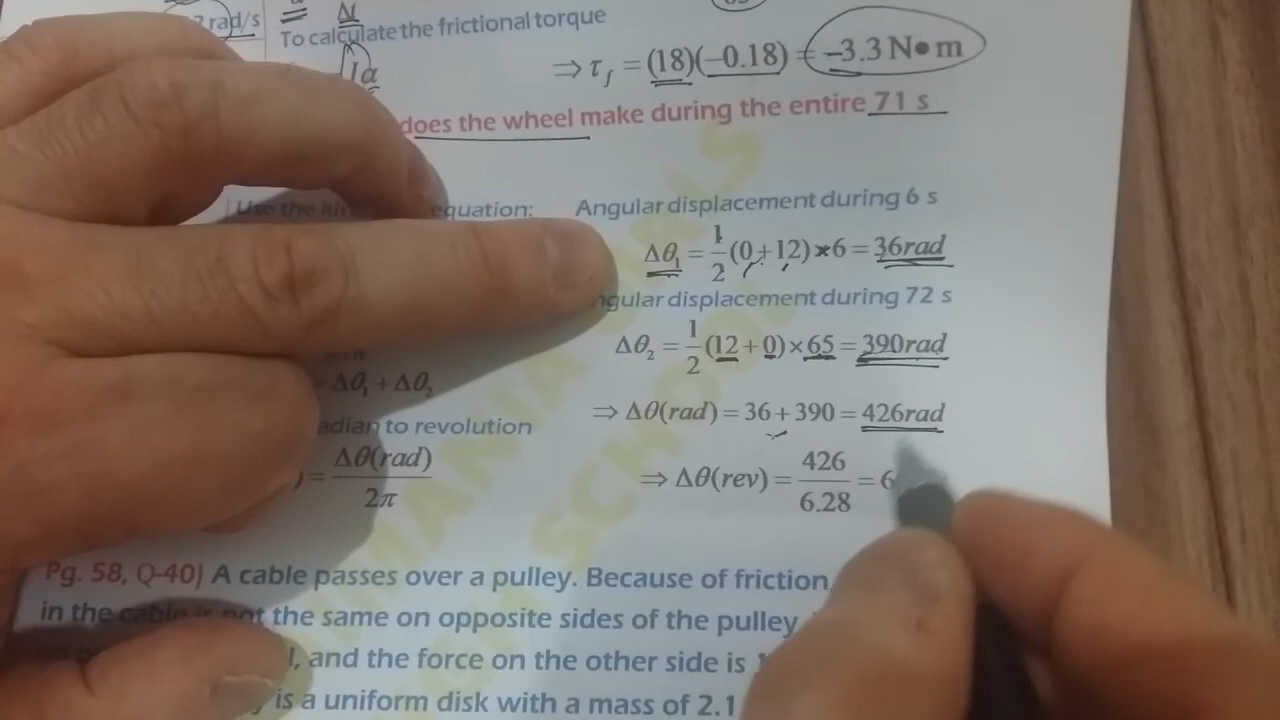 rad/s
To calculate the frictional torque
Iα
⇒ τf = (18)(−0.18) = −3.3 N•m
does the wheel make during the entire 71 s
Use the equation:
Angular displacement during 6 s
Δθ₁ = 1/2 (0+12)×6 = 36rad
ngular displacement during 72 s
Δθ₂ = 1/2 (12+0)×65 = 390rad
Δθ₁ + Δθ₂
⇒ Δθ(rad) = 36 + 390 = 426rad
adian to revolution
) = Δθ(rad)/2π
⇒ Δθ(rev) = 426/6.28 = 6
Pg. 58, Q-40) A cable passes over a pulley. Because of friction,
in the cable is not the same on opposite sides of the pulley
, and the force on the other side is
is a uniform disk with a mass of 2.1